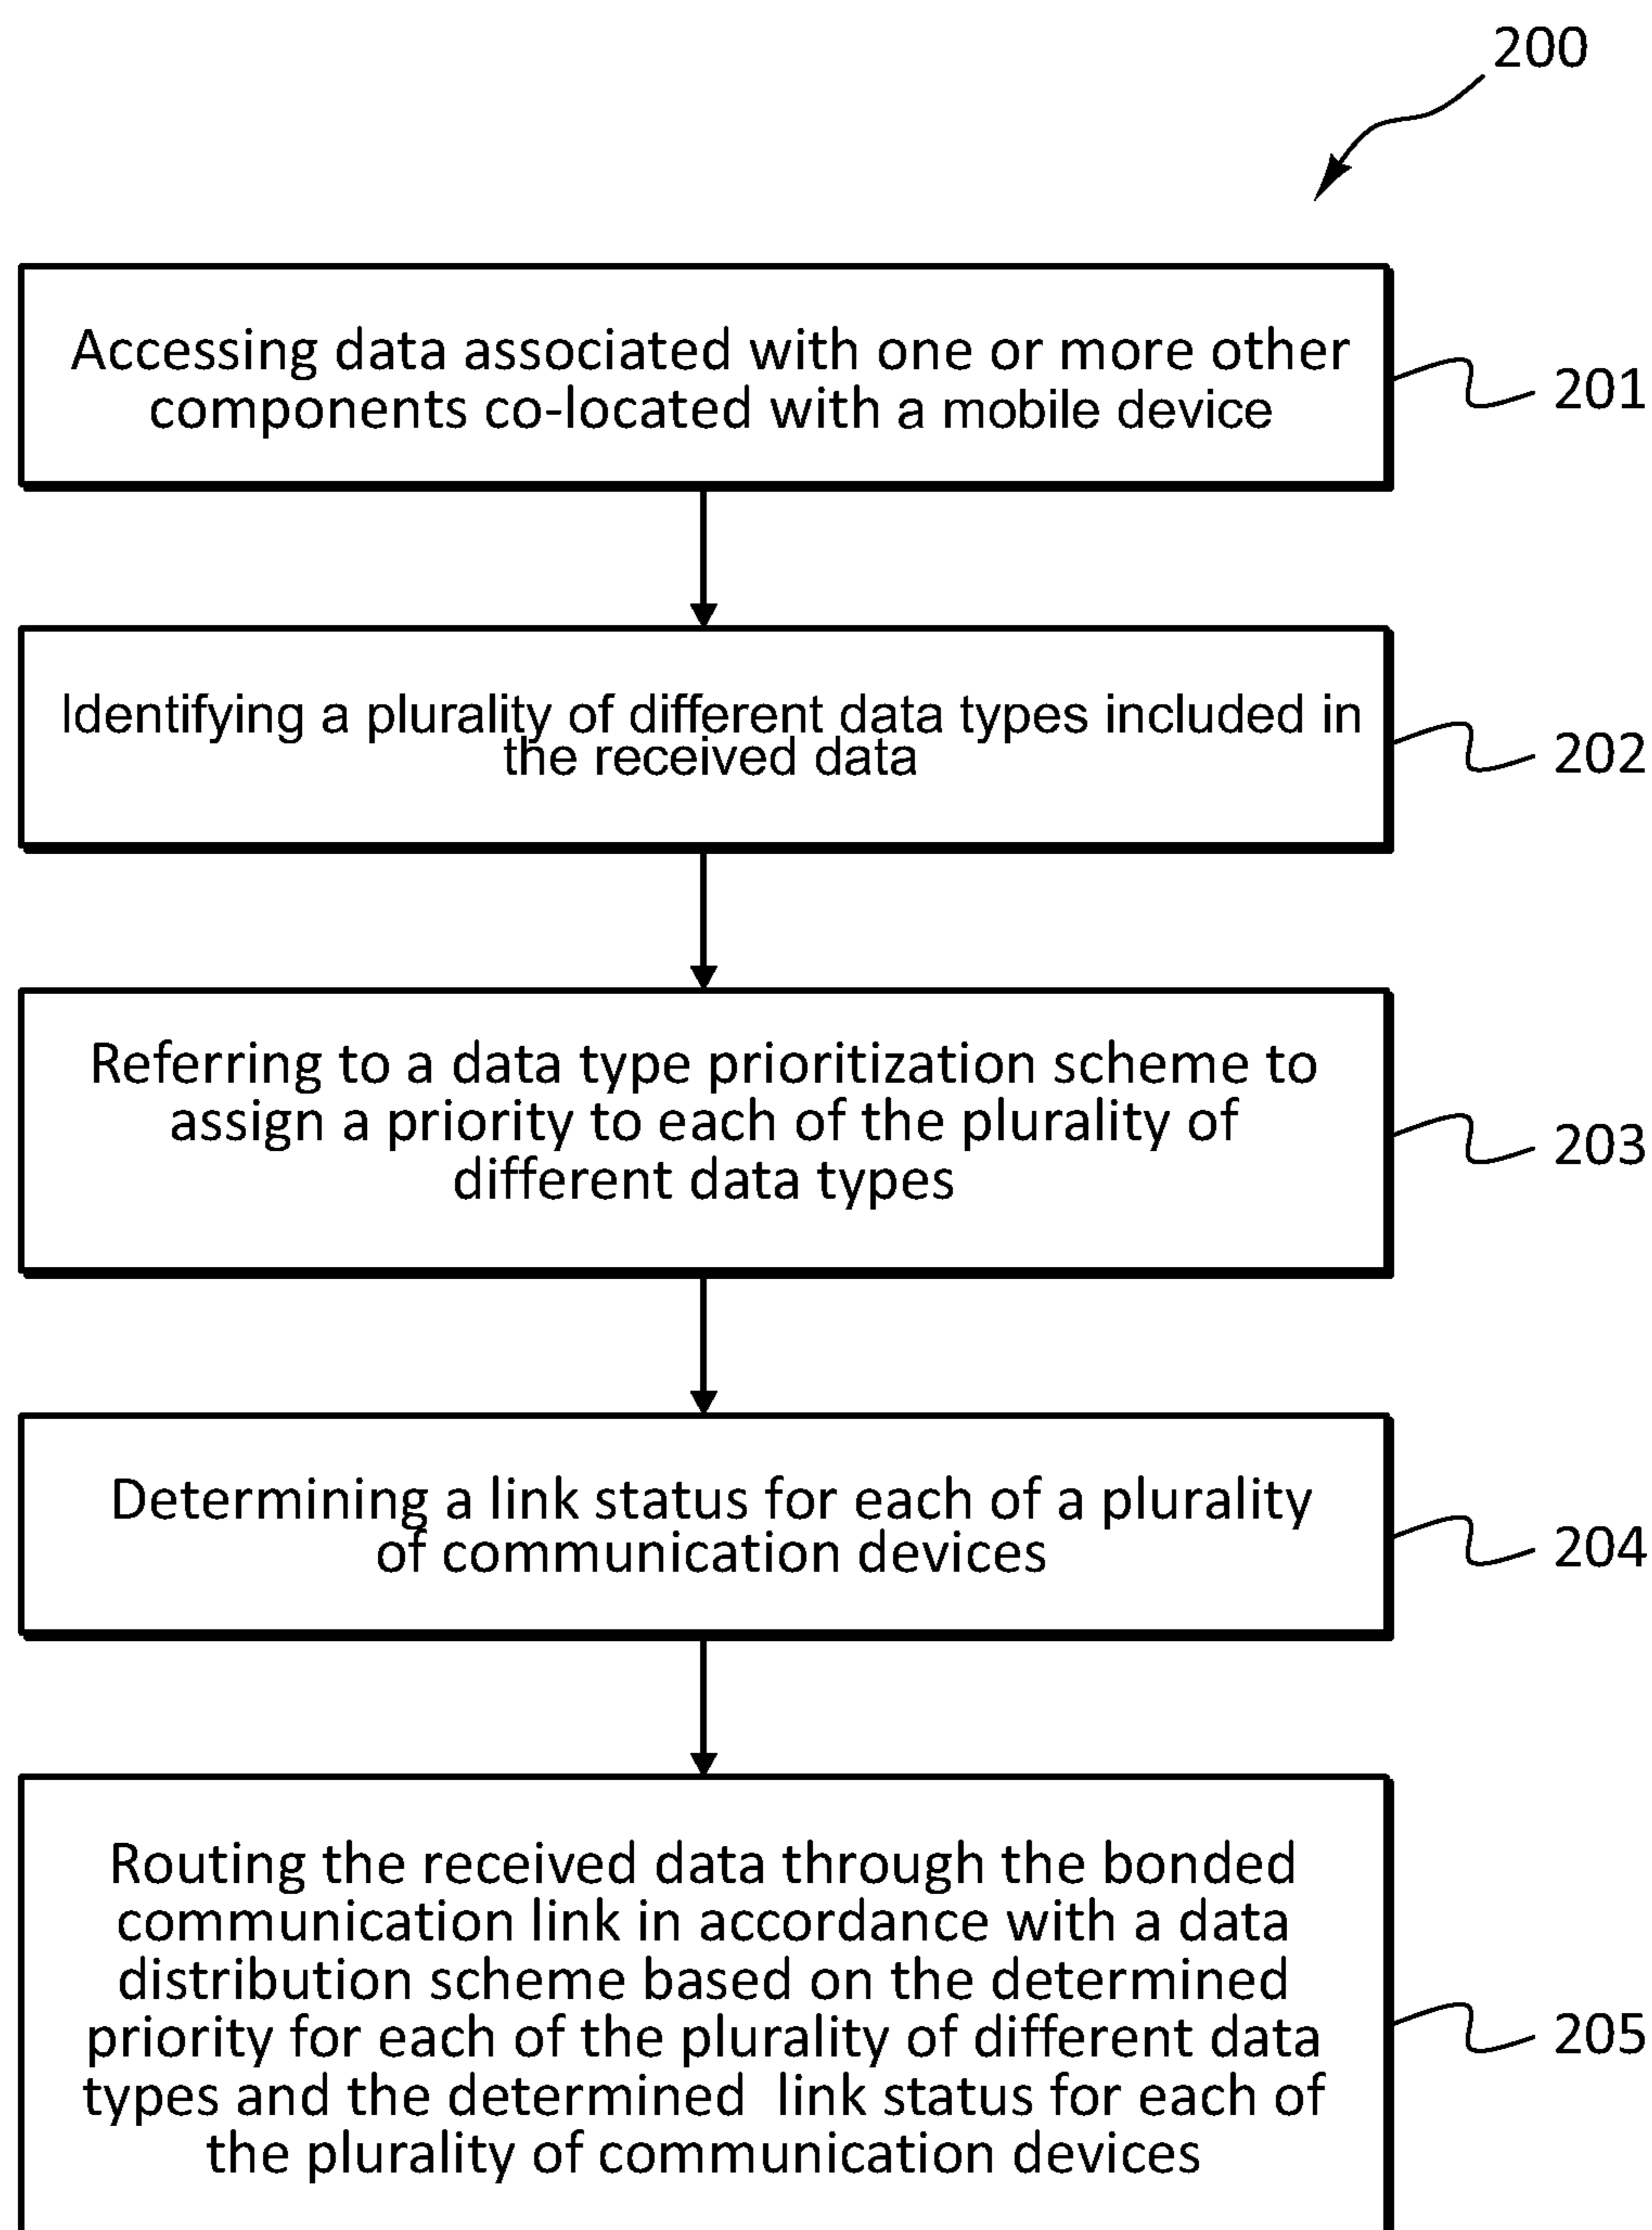 200
Accessing data associated with one or more other
components co-located with a mobile device
201
Identifying a plurality of different data types included in
the received data
202
Referring to a data type prioritization scheme to
assign a priority to each of the plurality of
different data types
203
Determining a link status for each of a plurality
of communication devices
204
Routing the received data through the bonded
communication link in accordance with a data
distribution scheme based on the determined
priority for each of the plurality of different data
types and the determined link status for each of
the plurality of communication devices
205